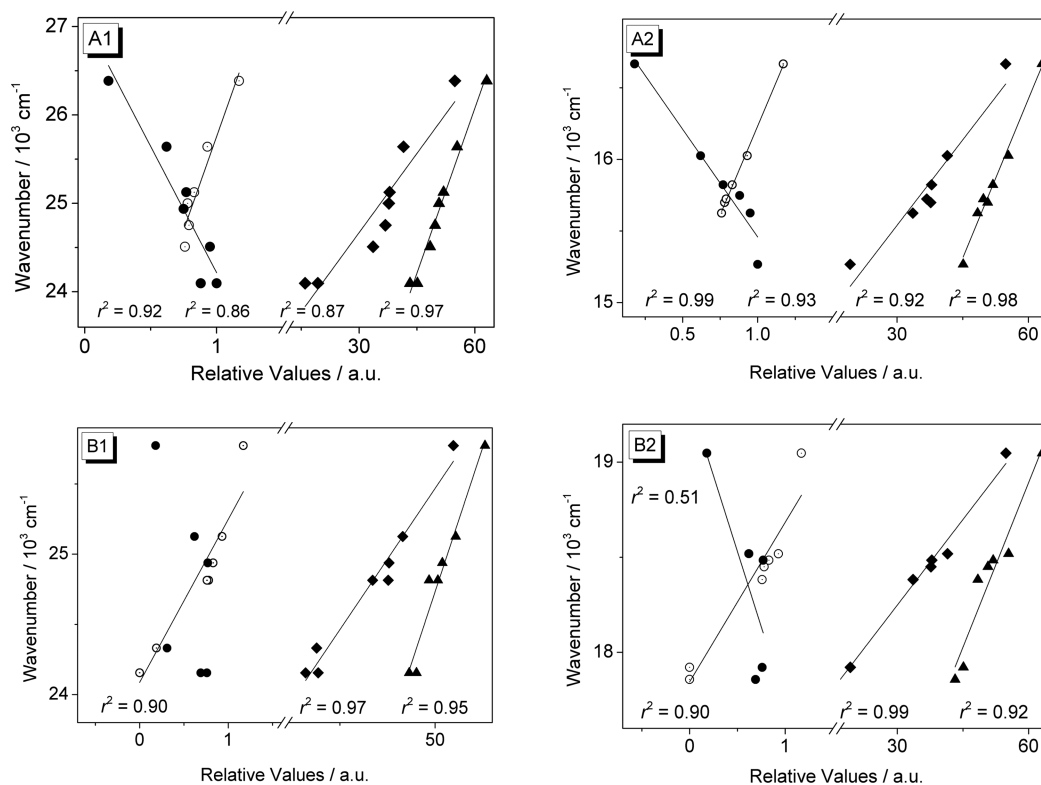 A1
Wavenumber / 10³ cm⁻¹
27
26
25
24
r² = 0.92 r² = 0.86 r² = 0.87 r² = 0.97
0 1 30 60
Relative Values / a.u.
A2
Wavenumber / 10³ cm⁻¹
16
15
r² = 0.99 r² = 0.93 r² = 0.92 r² = 0.98
0.5 1.0 30 60
Relative Values / a.u.
B1
Wavenumber / 10³ cm⁻¹
25
24
r² = 0.90 r² = 0.97 r² = 0.95
0 1 50
Relative Values / a.u.
B2
Wavenumber / 10³ cm⁻¹
19
r² = 0.51
18
r² = 0.90 r² = 0.99 r² = 0.92
0 1 30 60
Relative Values / a.u.